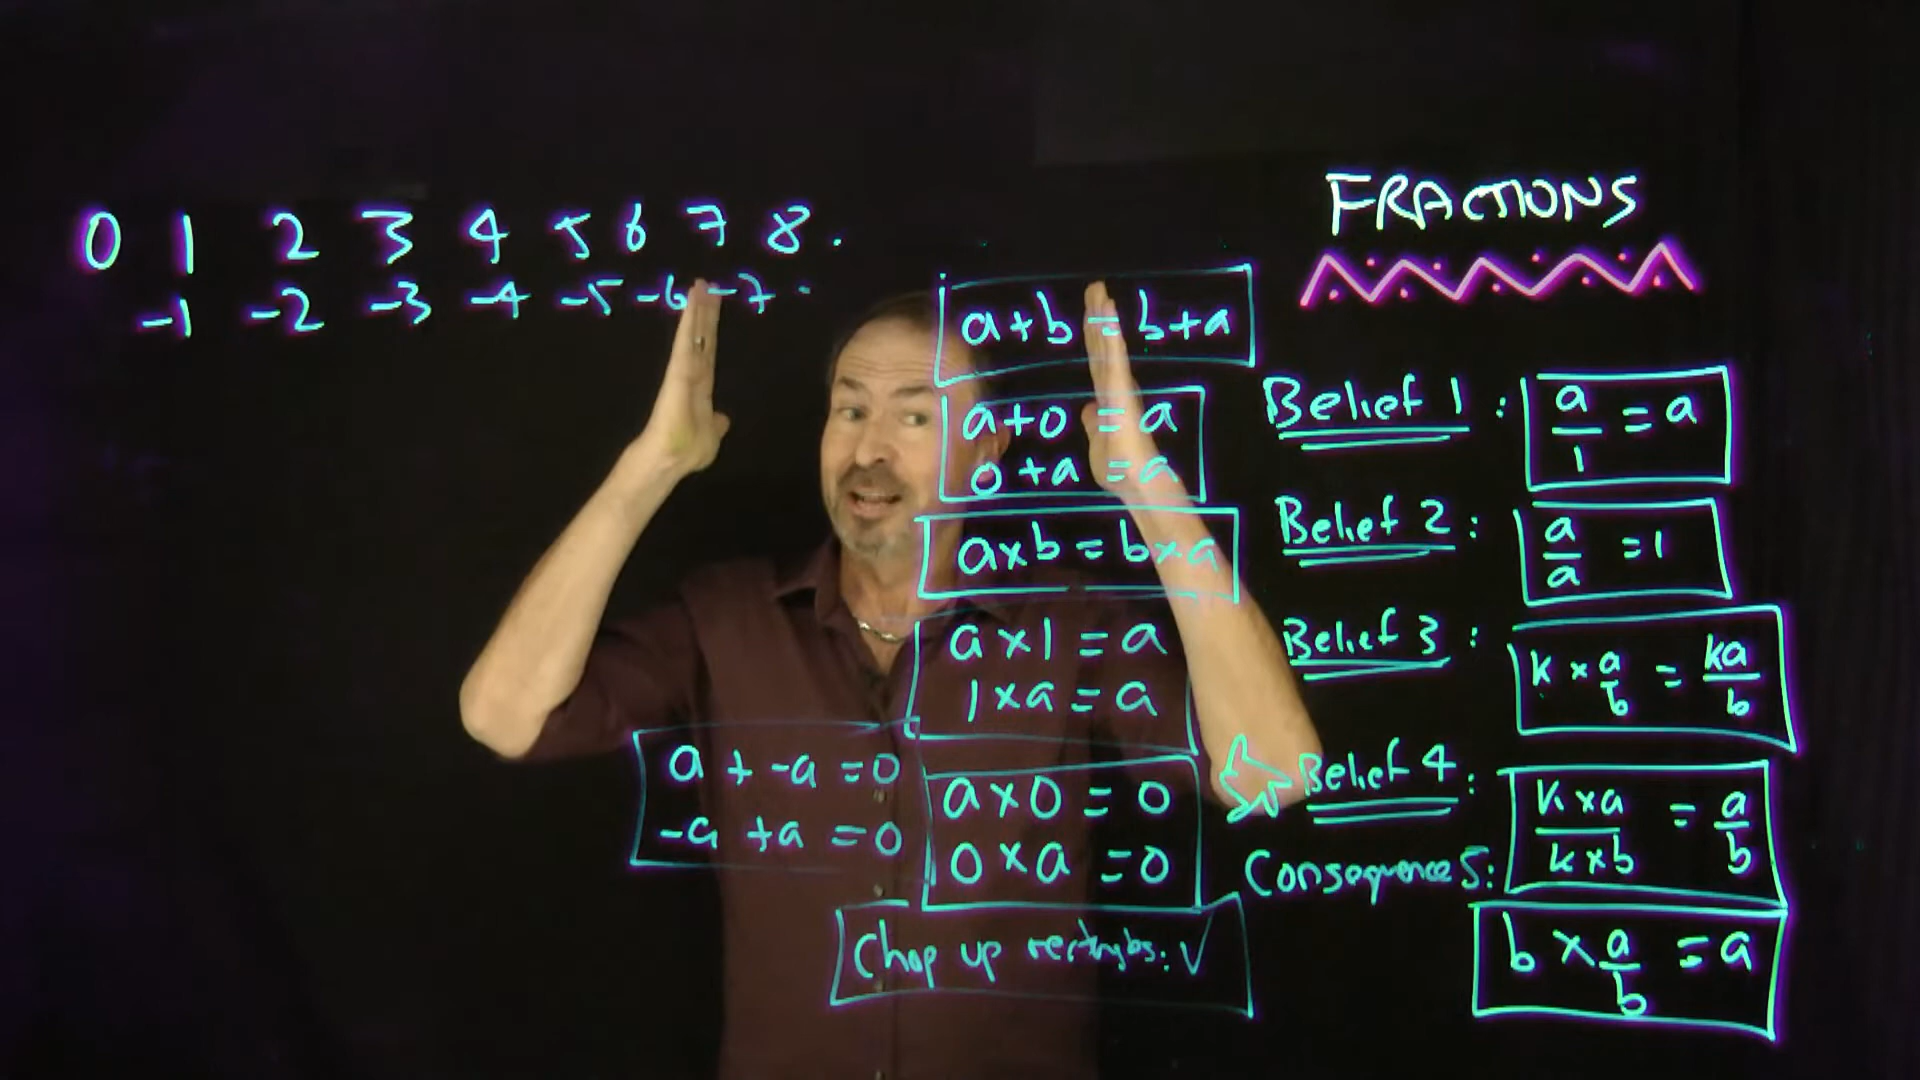 0 1 2 3 4 5 6 7 8 .
-1 -2 -3 -4 -5 -6 -7 .
a+b = b+a
a+0 = a
0+a = a
a×b = b×a
a×1 = a
1×a = a
a + -a = 0
-a + a = 0
a×0 = 0
0×a = 0
Chop up : √
FRACTIONS
Belief 1 : a/1 = a
Belief 2 : a/a = 1
Belief 3 : k × a/b = ka/b
Belief 4 : k×a/k×b = a/b
Consequence 5: b × a/b = a